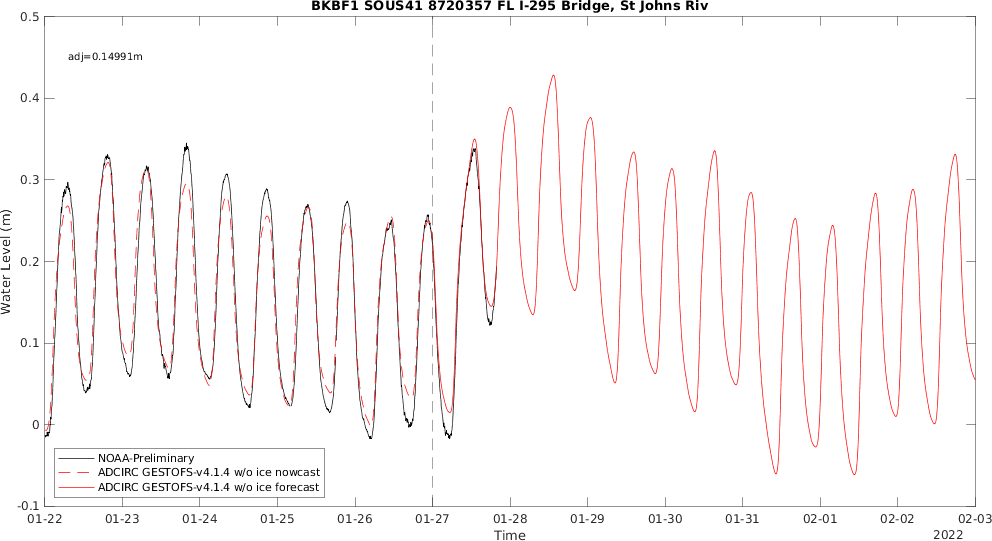 BKBF1 SOUS41 8720357 FL I-295 Bridge, St Johns Riv
adj=0.14991m
0.5
0.4
0.3
0.2
0.1
0
-0.1
Water Level (m)
NOAA-Preliminary
ADCIRC GESTOFS-v4.1.4 w/o ice nowcast
ADCIRC GESTOFS-v4.1.4 w/o ice forecast
01-22 01-23 01-24 01-25 01-26 01-27 01-28 01-29 01-30 01-31 02-01 02-02 02-03
Time
2022